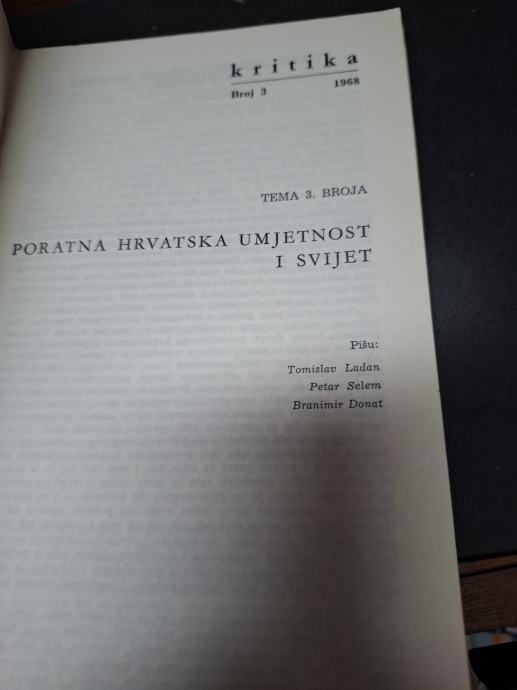 kritika
Broj 3 1968
TEMA 3. BROJA
PORATNA HRVATSKA UMJETNOST
I SVIJET
Pišu:
Tomislav Ladan
Petar Selem
Branimir Donat